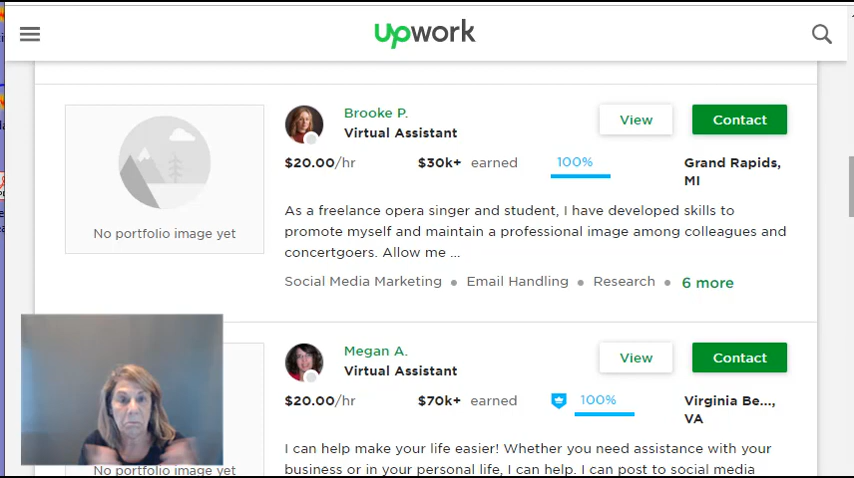 upwork
Brooke P.
View
Contact
Virtual Assistant
$20.00/hr
$30k+ earned
100%
Grand Rapids,
MI
As a freelance opera singer and student, I have developed skills to
promote myself and maintain a professional image among colleagues and
concertgoers. Allow me ...
No portfolio image yet
Social Media Marketing ● Email Handling ● Research ● 6 more
Megan A.
View
Contact
Virtual Assistant
$20.00/hr
$70k+ earned
100%
Virginia Be...,
VA
I can help make your life easier! Whether you need assistance with your
business or in your personal life, I can help. I can post to social media
No portfolio image yet